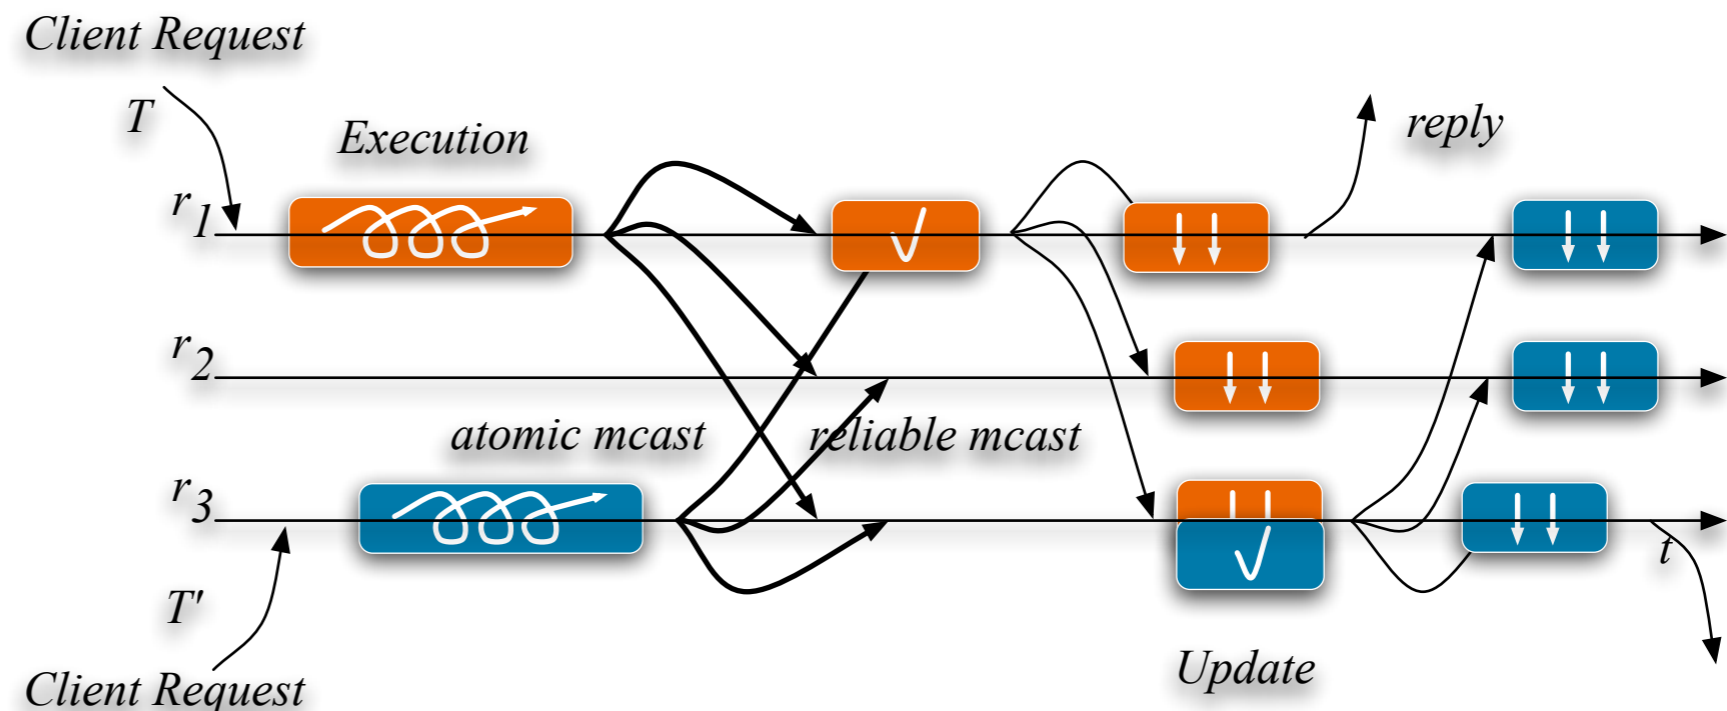 Client Request
T
Execution
reply
r1
r2
atomic mcast
reliable mcast
r3
t
T'
Update
Client Request